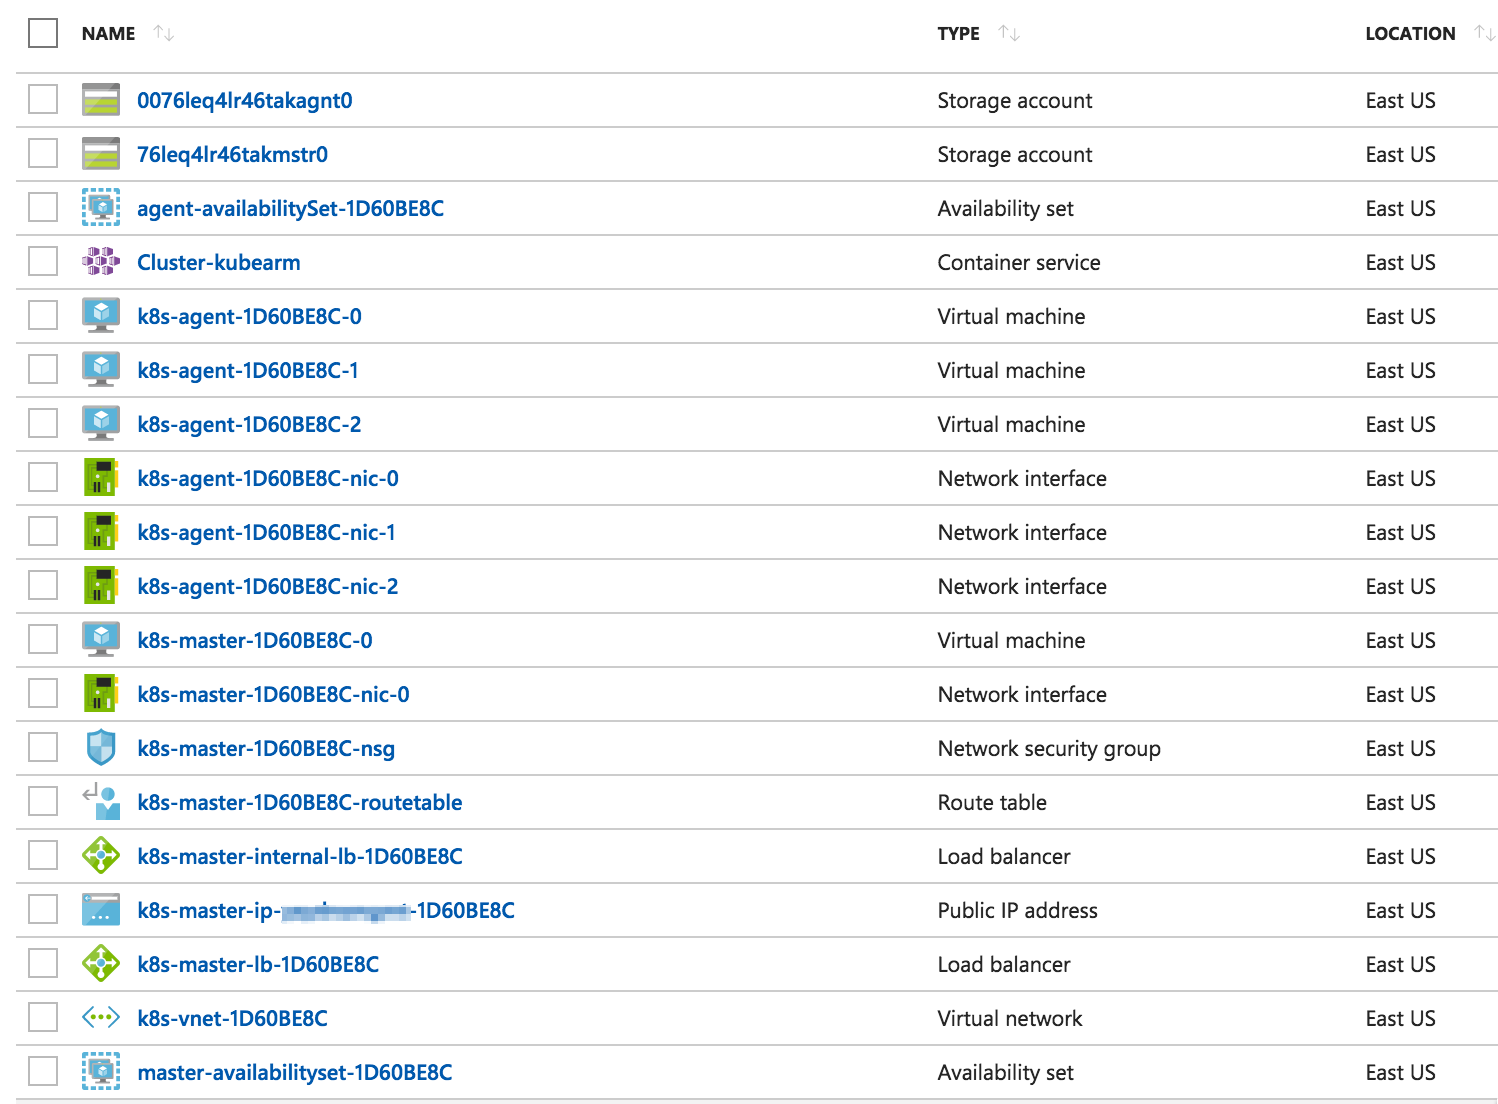 NAME TYPE LOCATION
0076leq4lr46takagnt0 Storage account East US
76leq4lr46takmstr0 Storage account East US
agent-availabilitySet-1D60BE8C Availability set East US
Cluster-kubearm Container service East US
k8s-agent-1D60BE8C-0 Virtual machine East US
k8s-agent-1D60BE8C-1 Virtual machine East US
k8s-agent-1D60BE8C-2 Virtual machine East US
k8s-agent-1D60BE8C-nic-0 Network interface East US
k8s-agent-1D60BE8C-nic-1 Network interface East US
k8s-agent-1D60BE8C-nic-2 Network interface East US
k8s-master-1D60BE8C-0 Virtual machine East US
k8s-master-1D60BE8C-nic-0 Network interface East US
k8s-master-1D60BE8C-nsg Network security group East US
k8s-master-1D60BE8C-routetable Route table East US
k8s-master-internal-lb-1D60BE8C Load balancer East US
k8s-master-ip- -1D60BE8C Public IP address East US
k8s-master-lb-1D60BE8C Load balancer East US
k8s-vnet-1D60BE8C Virtual network East US
master-availabilityset-1D60BE8C Availability set East US